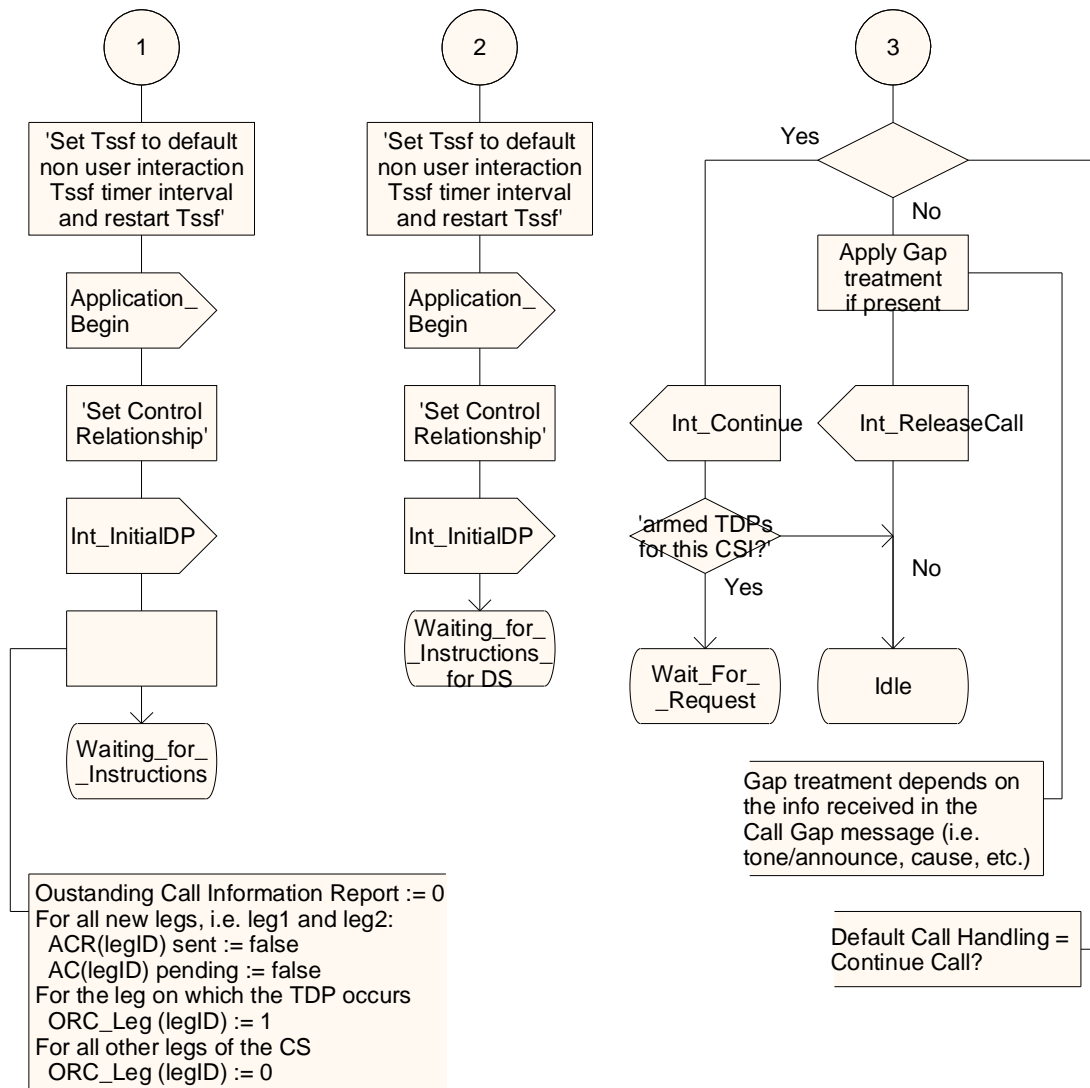 1
'Set Tssf to default
non user interaction
Tssf timer interval
and restart Tssf'
Application_
Begin
'Set Control
Relationship'
Int_InitialDP
Waiting_for_
_Instructions
Oustanding Call Information Report := 0
For all new legs, i.e. leg1 and leg2:
ACR(legID) sent := false
AC(legID) pending := false
For the leg on which the TDP occurs
ORC_Leg (legID) := 1
For all other legs of the CS
ORC_Leg (legID) := 0
2
'Set Tssf to default
non user interaction
Tssf timer interval
and restart Tssf'
Application_
Begin
'Set Control
Relationship'
Int_InitialDP
Waiting_for_
_Instructions_
for DS
3
Yes
No
Apply Gap
treatment
if present
Int_Continue
Int_ReleaseCall
'armed TDPs
for this CSI?'
No
Yes
Wait_For_
_Request
Idle
Gap treatment depends on
the info received in the
Call Gap message (i.e.
tone/announce, cause, etc.)
Default Call Handling =
Continue Call?